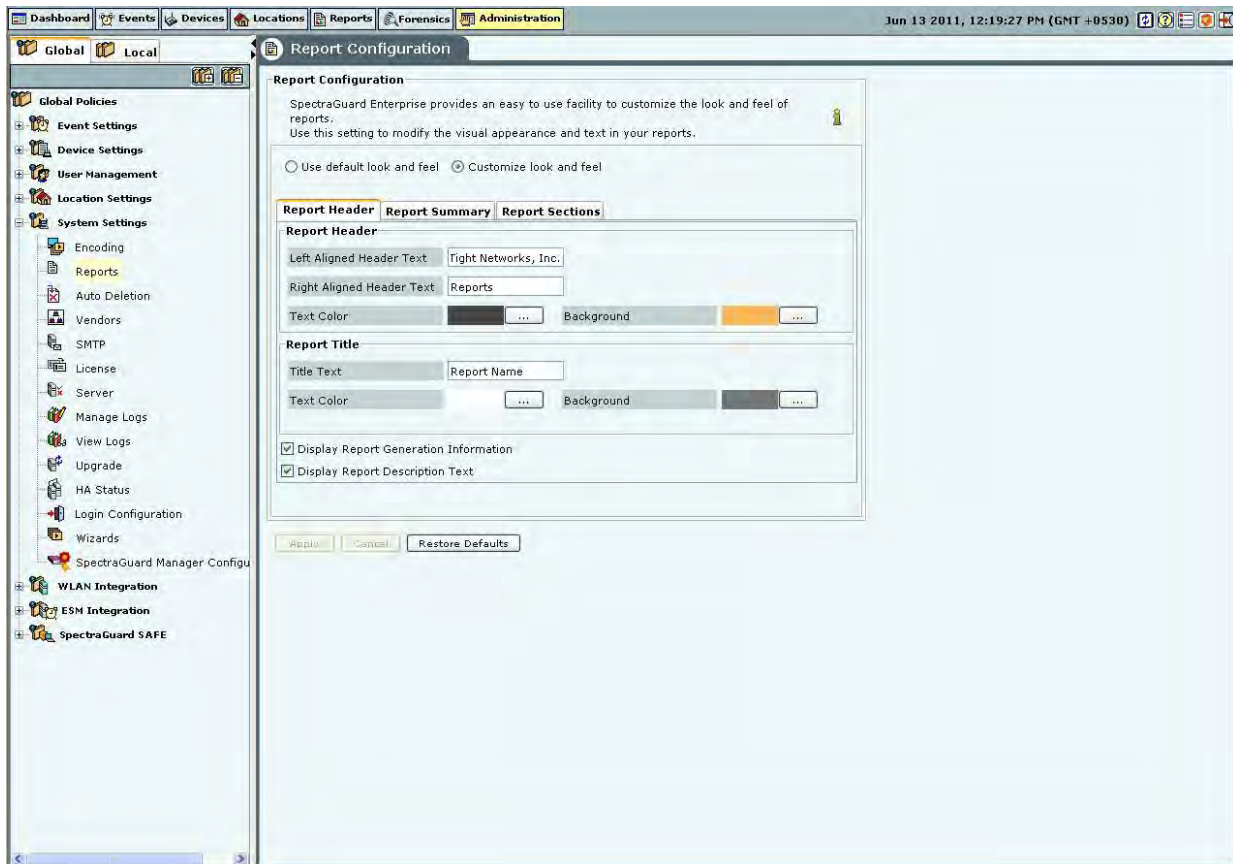 Dashboard Events Devices Locations Reports Forensics Administration Jun 13 2011, 12:19:27 PM (GMT +0530)
Global Local
Global Policies
Event Settings
Device Settings
User Management
Location Settings
System Settings
Encoding
Reports
Auto Deletion
Vendors
SMTP
License
Server
Manage Logs
View Logs
Upgrade
HA Status
Login Configuration
Wizards
SpectraGuard Manager Configu
WLAN Integration
ESM Integration
SpectraGuard SAFE
Report Configuration
Report Configuration
SpectraGuard Enterprise provides an easy to use facility to customize the look and feel of
reports.
Use this setting to modify the visual appearance and text in your reports.
Use default look and feel Customize look and feel
Report Header Report Summary Report Sections
Report Header
Left Aligned Header Text Tight Networks, Inc.
Right Aligned Header Text Reports
Text Color ... Background ...
Report Title
Title Text Report Name
Text Color ... Background ...
Display Report Generation Information
Display Report Description Text
Apply Cancel Restore Defaults